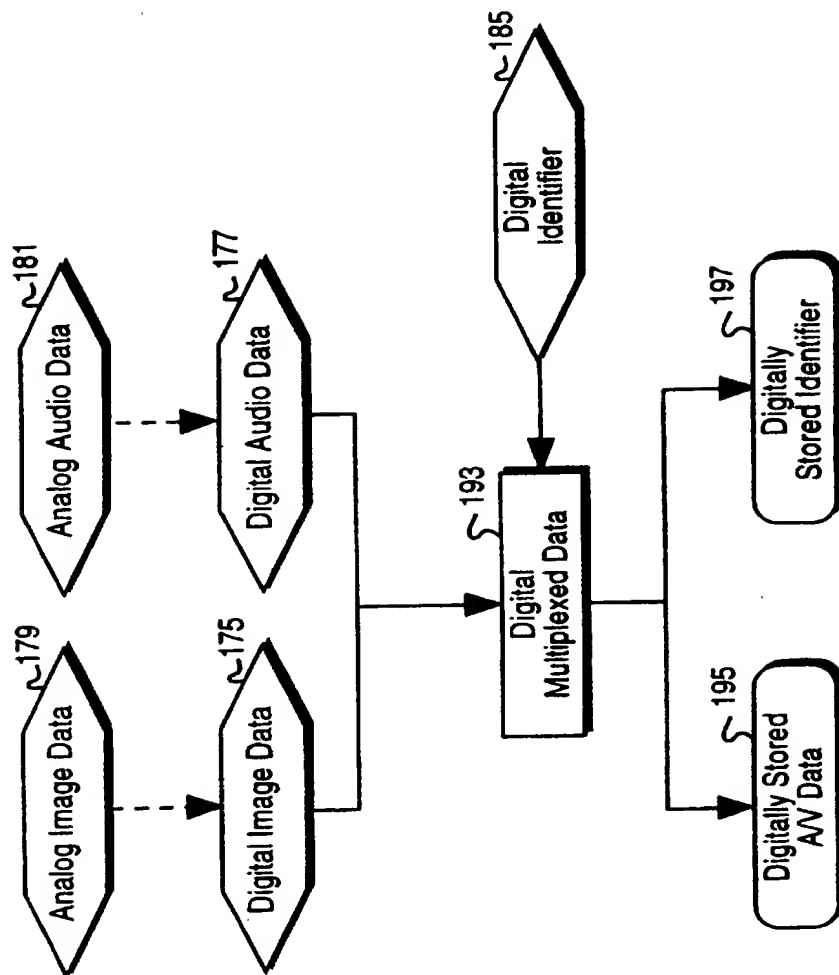 179
Analog Image Data
181
Analog Audio Data
175
Digital Image Data
177
Digital Audio Data
193
Digital
Multiplexed Data
185
Digital
Identifier
195
Digitally Stored
A/V Data
197
Digitally
Stored Identifier